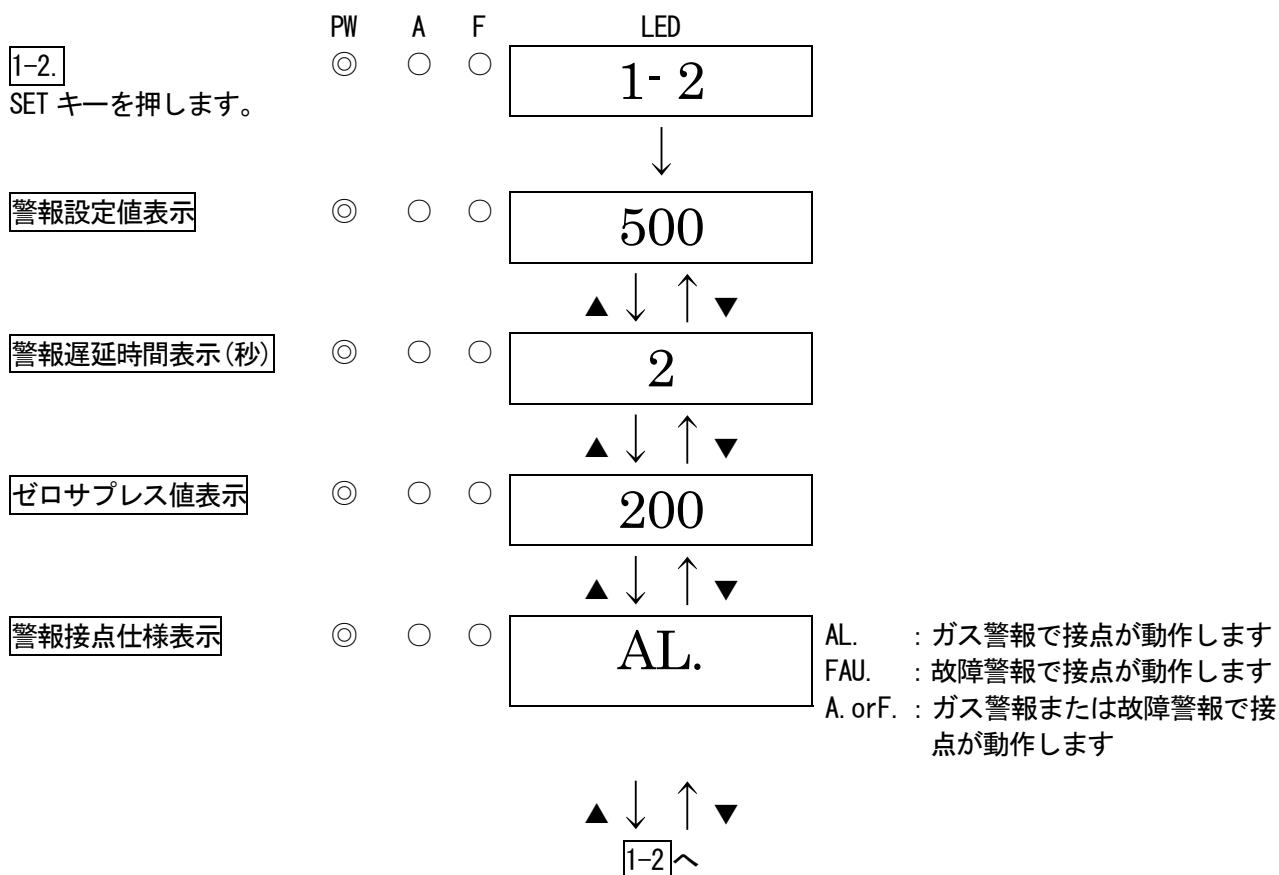 PW A F LED
1-2. ◎ ○ ○ 1- 2
SET キーを押します。
↓
警報設定値表示 ◎ ○ ○ 500
▲ ↓ ↑ ▼
警報遅延時間表示(秒) ◎ ○ ○ 2
▲ ↓ ↑ ▼
ゼロサプレス値表示 ◎ ○ ○ 200
▲ ↓ ↑ ▼
警報接点仕様表示 ◎ ○ ○ AL. AL. :ガス警報で接点が動作します
FAU. :故障警報で接点が動作します
A.orF. :ガス警報または故障警報で接
点が動作します
▲ ↓ ↑ ▼
1-2 へ